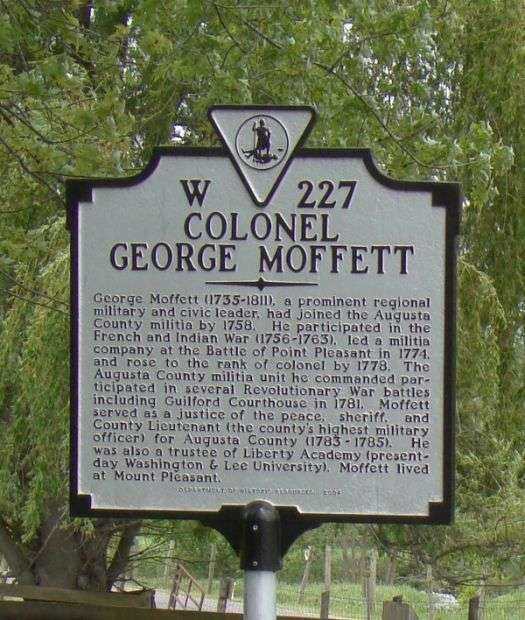 W 227
COLONEL
GEORGE MOFFETT
George Moffett (1735-1811), a prominent regional
military and civic leader, had joined the Augusta
County militia by 1758. He participated in the
French and Indian War (1756-1763), led a militia
company at the Battle of Point Pleasant in 1774,
and rose to the rank of colonel by 1778. The
Augusta County militia unit he commanded par-
ticipated in several Revolutionary War battles
including Guilford Courthouse in 1781. Moffett
served as a justice of the peace, sheriff, and
County Lieutenant (the county's highest military
officer) for Augusta County (1783 - 1785). He
was also a trustee of Liberty Academy (present-
day Washington & Lee University). Moffett lived
at Mount Pleasant.
DEPARTMENT OF HISTORIC RESOURCES, 2004